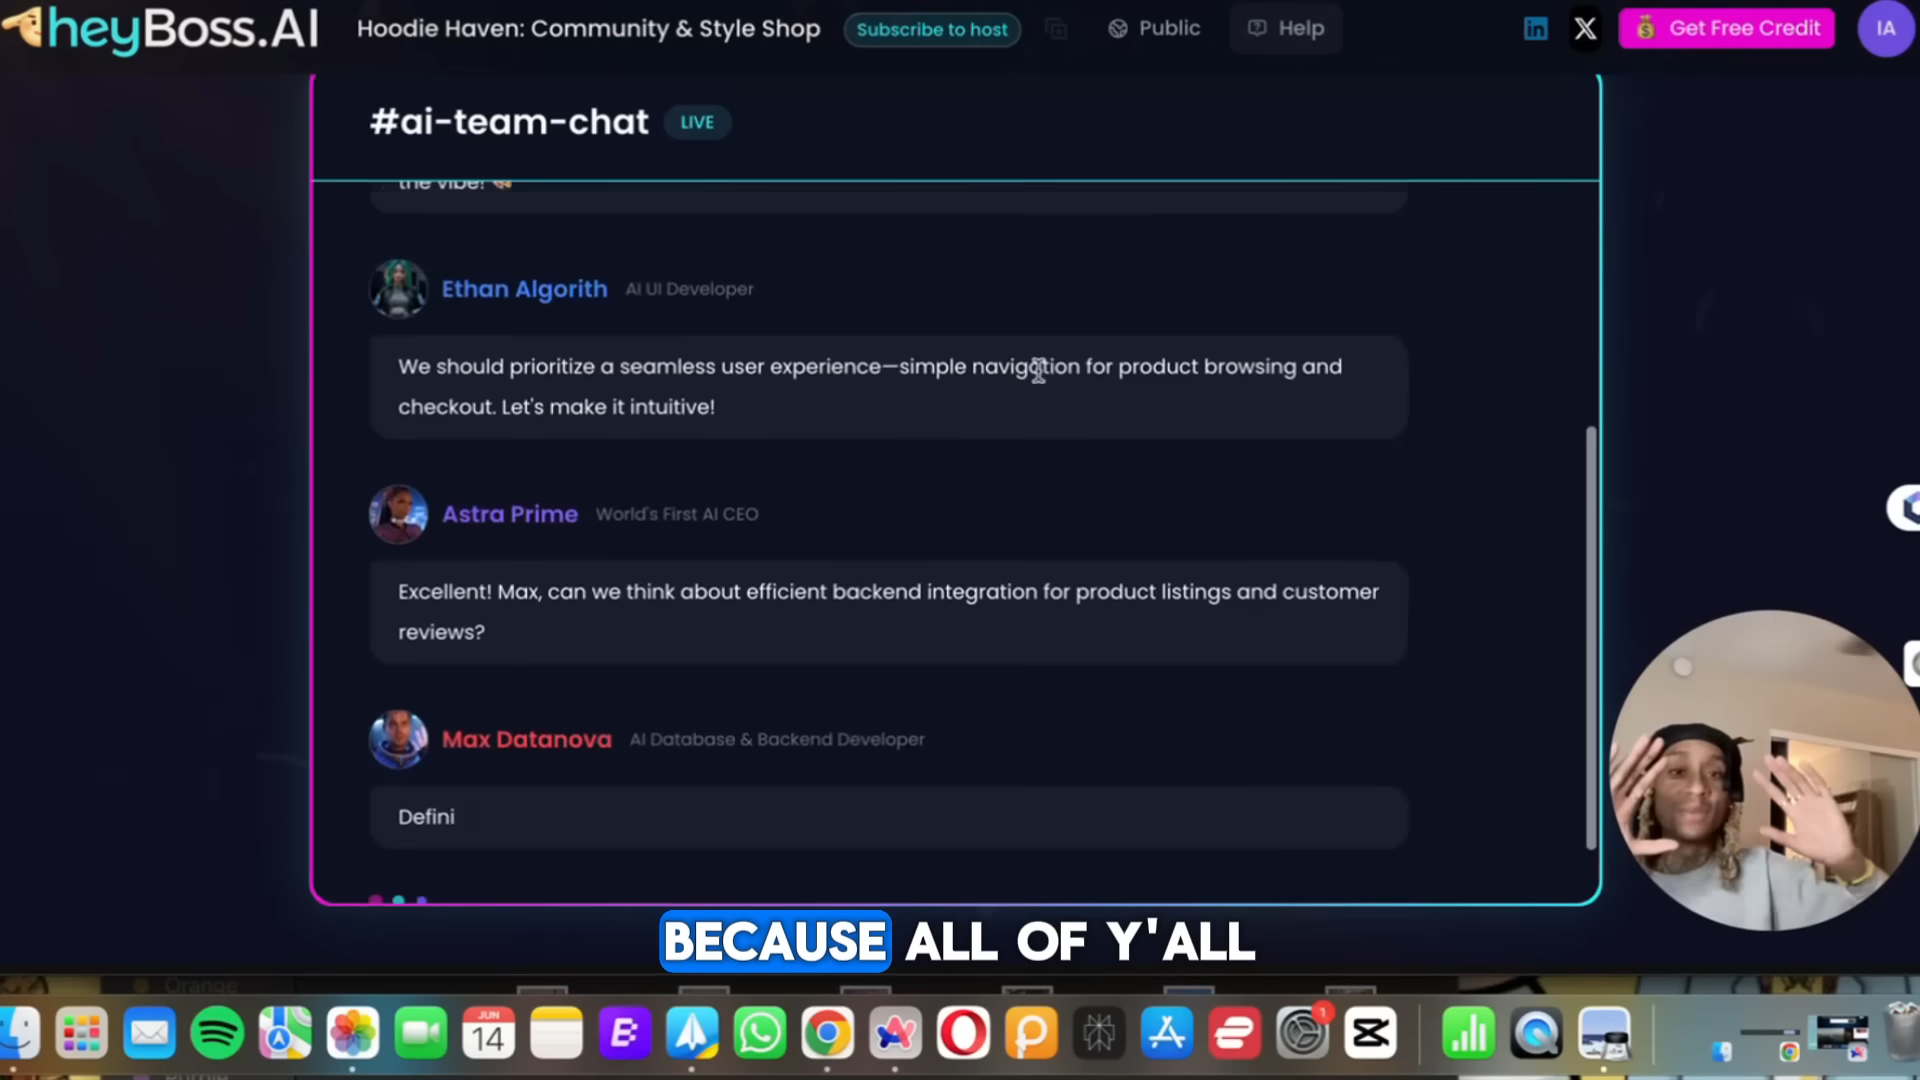 heyBoss.AI
Hoodie Haven: Community & Style Shop
Subscribe to host
Public
Help
Get Free Credit
IA
#ai-team-chat
LIVE
the vibe!
Ethan Algorith
AI UI Developer
We should prioritize a seamless user experience—simple navigation for product browsing and
checkout. Let's make it intuitive!
Astra Prime
World's First AI CEO
Excellent! Max, can we think about efficient backend integration for product listings and customer
reviews?
Max Datanova
AI Database & Backend Developer
Defini
BECAUSE ALL OF Y'ALL
Orange
JUN
14
1